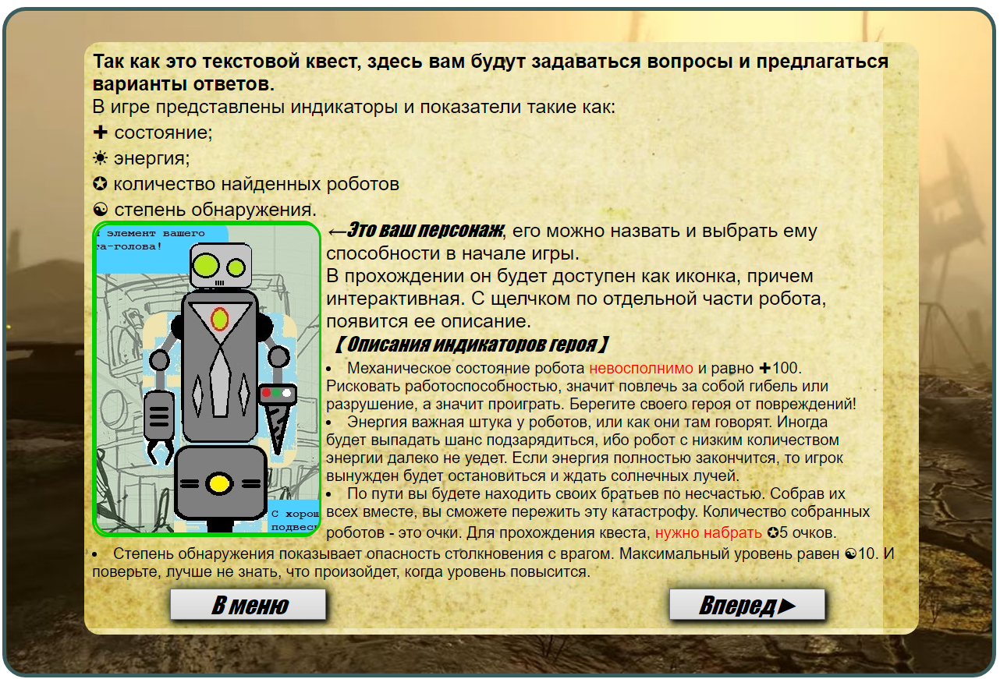 Так как это текстовой квест, здесь вам будут задаваться вопросы и предлагаться
варианты ответов.
В игре представлены индикаторы и показатели такие как:
✚ состояние;
☀ энергия;
✪ количество найденных роботов
☯ степень обнаружения.
элемент вашего
та-голова!
С хорош
подвес
←Это ваш персонаж, его можно назвать и выбрать ему
способности в начале игры.
В прохождении он будет доступен как иконка, причем
интерактивная. С щелчком по отдельной части робота,
появится ее описание.
【 Описания индикаторов героя 】
• Механическое состояние робота невосполнимо и равно ✚100.
Рисковать работоспособностью, значит повлечь за собой гибель или
разрушение, а значит проиграть. Берегите своего героя от повреждений!
• Энергия важная штука у роботов, или как они там говорят. Иногда
будет выпадать шанс подзарядиться, ибо робот с низким количеством
энергии далеко не уедет. Если энергия полностью закончится, то игрок
вынужден будет остановиться и ждать солнечных лучей.
• По пути вы будете находить своих братьев по несчастью. Собрав их
всех вместе, вы сможете пережить эту катастрофу. Количество собранных
роботов - это очки. Для прохождения квеста, нужно набрать ✪5 очков.
• Степень обнаружения показывает опасность столкновения с врагом. Максимальный уровень равен ☯10. И
поверьте, лучше не знать, что произойдет, когда уровень повысится.
В меню
Вперед►